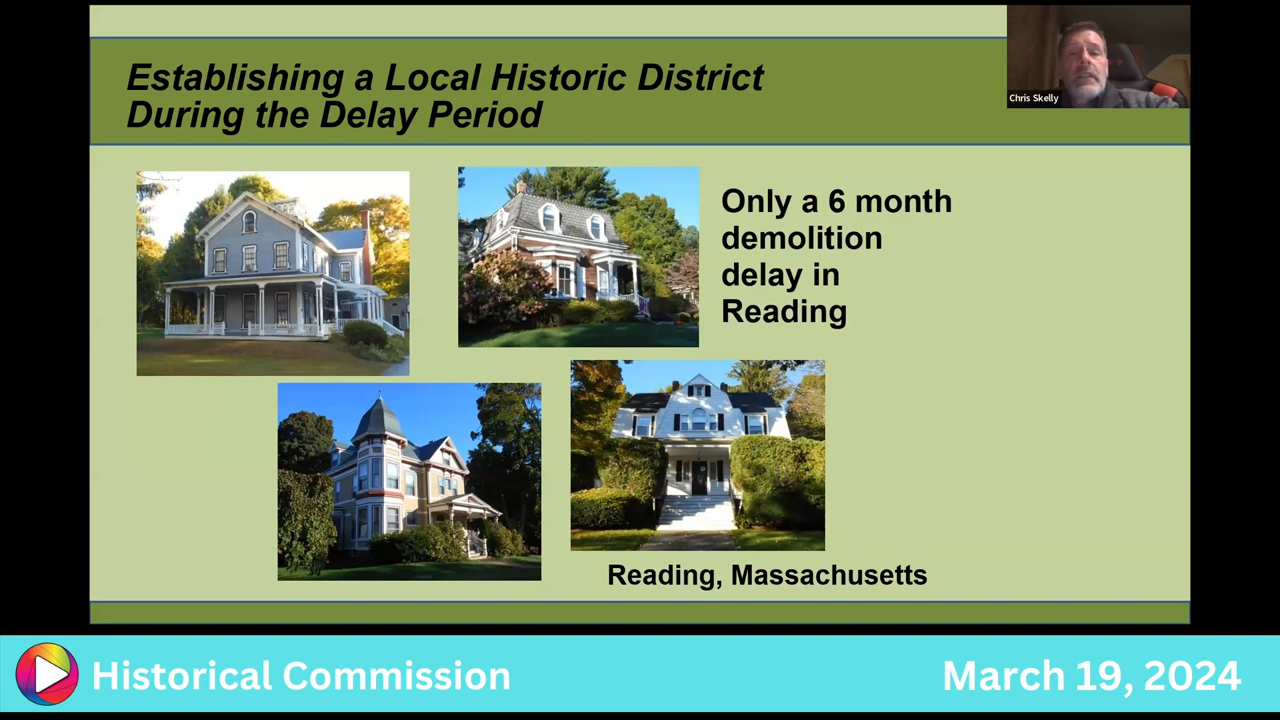 Establishing a Local Historic District
During the Delay Period
Chris Skelly
Only a 6 month
demolition
delay in
Reading
Reading, Massachusetts
Historical Commission
March 19, 2024